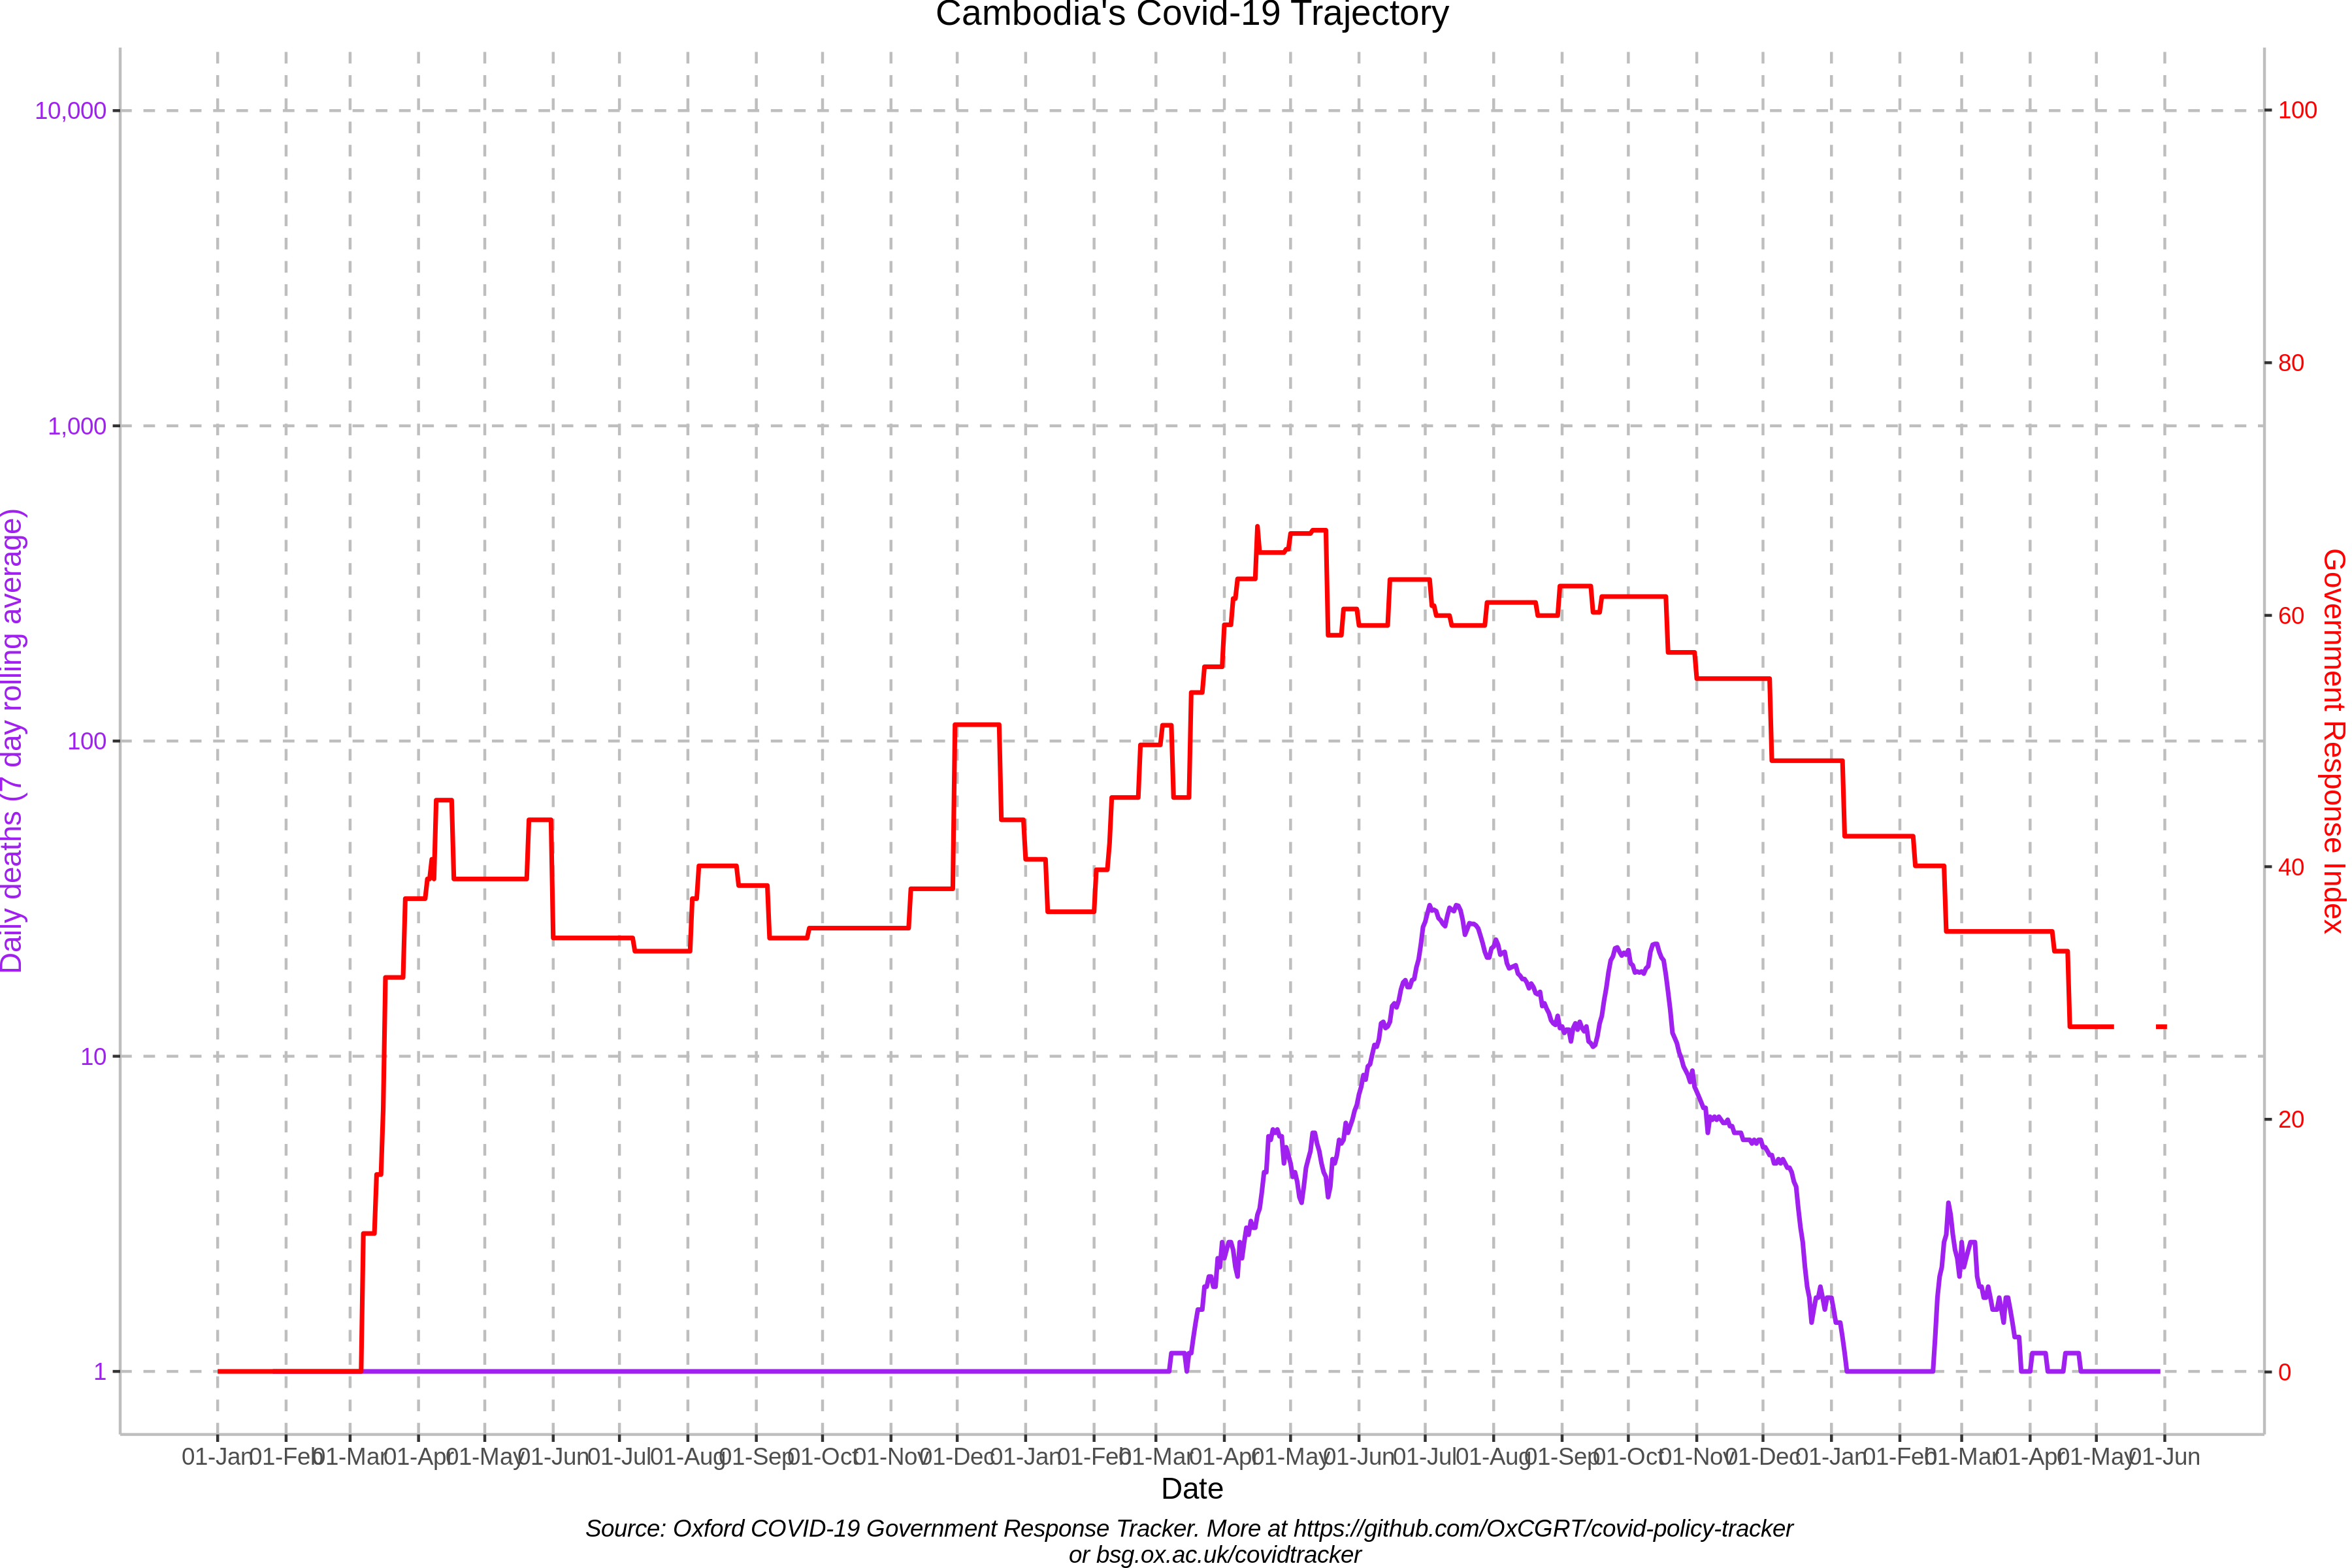 Cambodia's Covid-19 Trajectory
10,000
1,000
100
10
1
Daily deaths (7 day rolling average)
100
80
60
40
20
0
Government Response Index
01-Jan 01-Feb 01-Mar 01-Apr 01-May 01-Jun 01-Jul 01-Aug 01-Sep 01-Oct 01-Nov 01-Dec 01-Jan 01-Feb 01-Mar 01-Apr 01-May 01-Jun 01-Jul 01-Aug 01-Sep 01-Oct 01-Nov 01-Dec 01-Jan 01-Feb 01-Mar 01-Apr 01-May 01-Jun
Date
Source: Oxford COVID-19 Government Response Tracker. More at https://github.com/OxCGRT/covid-policy-tracker
or bsg.ox.ac.uk/covidtracker